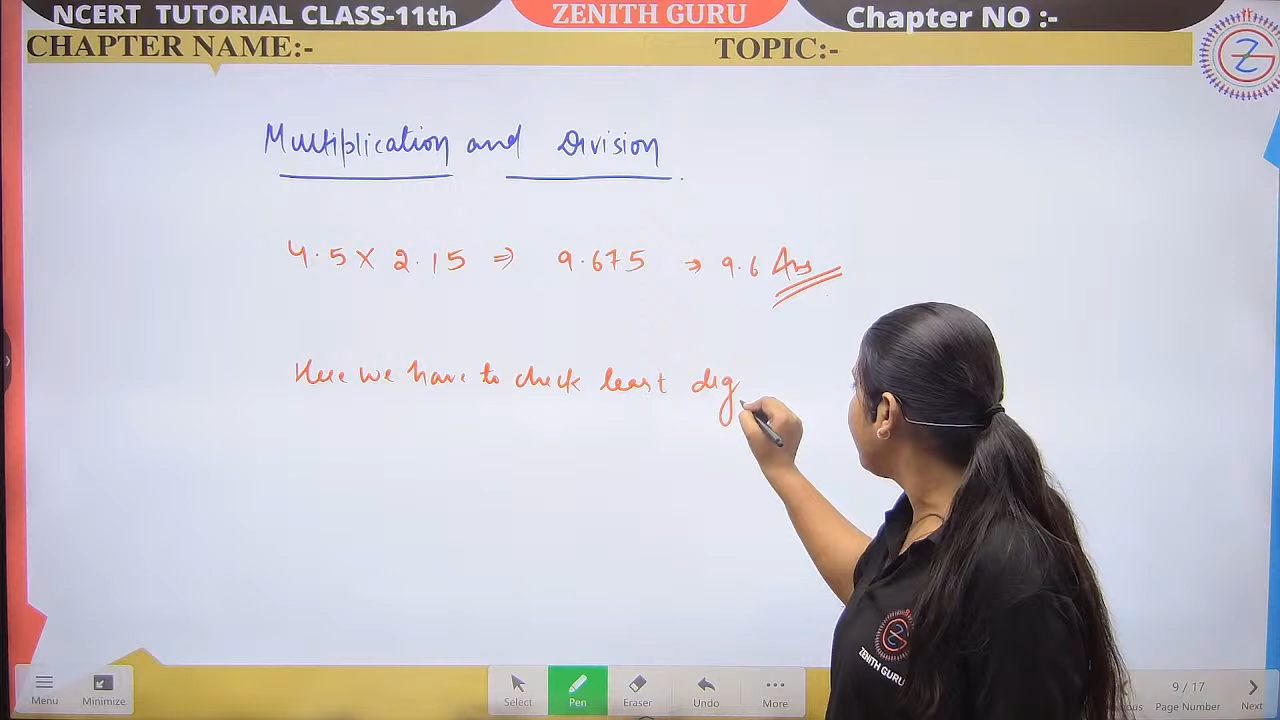 NCERT TUTORIAL CLASS-11th
ZENITH GURU
Chapter NO :-
CHAPTER NAME:-
TOPIC:-
Multiplication and Division
4.5 X 2.15 ⇒ 9.675 → 9.6 Ans
Here we have to check least dig
ZENITH GURU
Menu
Minimize
Select
Pen
Eraser
Undo
More
9 / 17
Page Number
Next